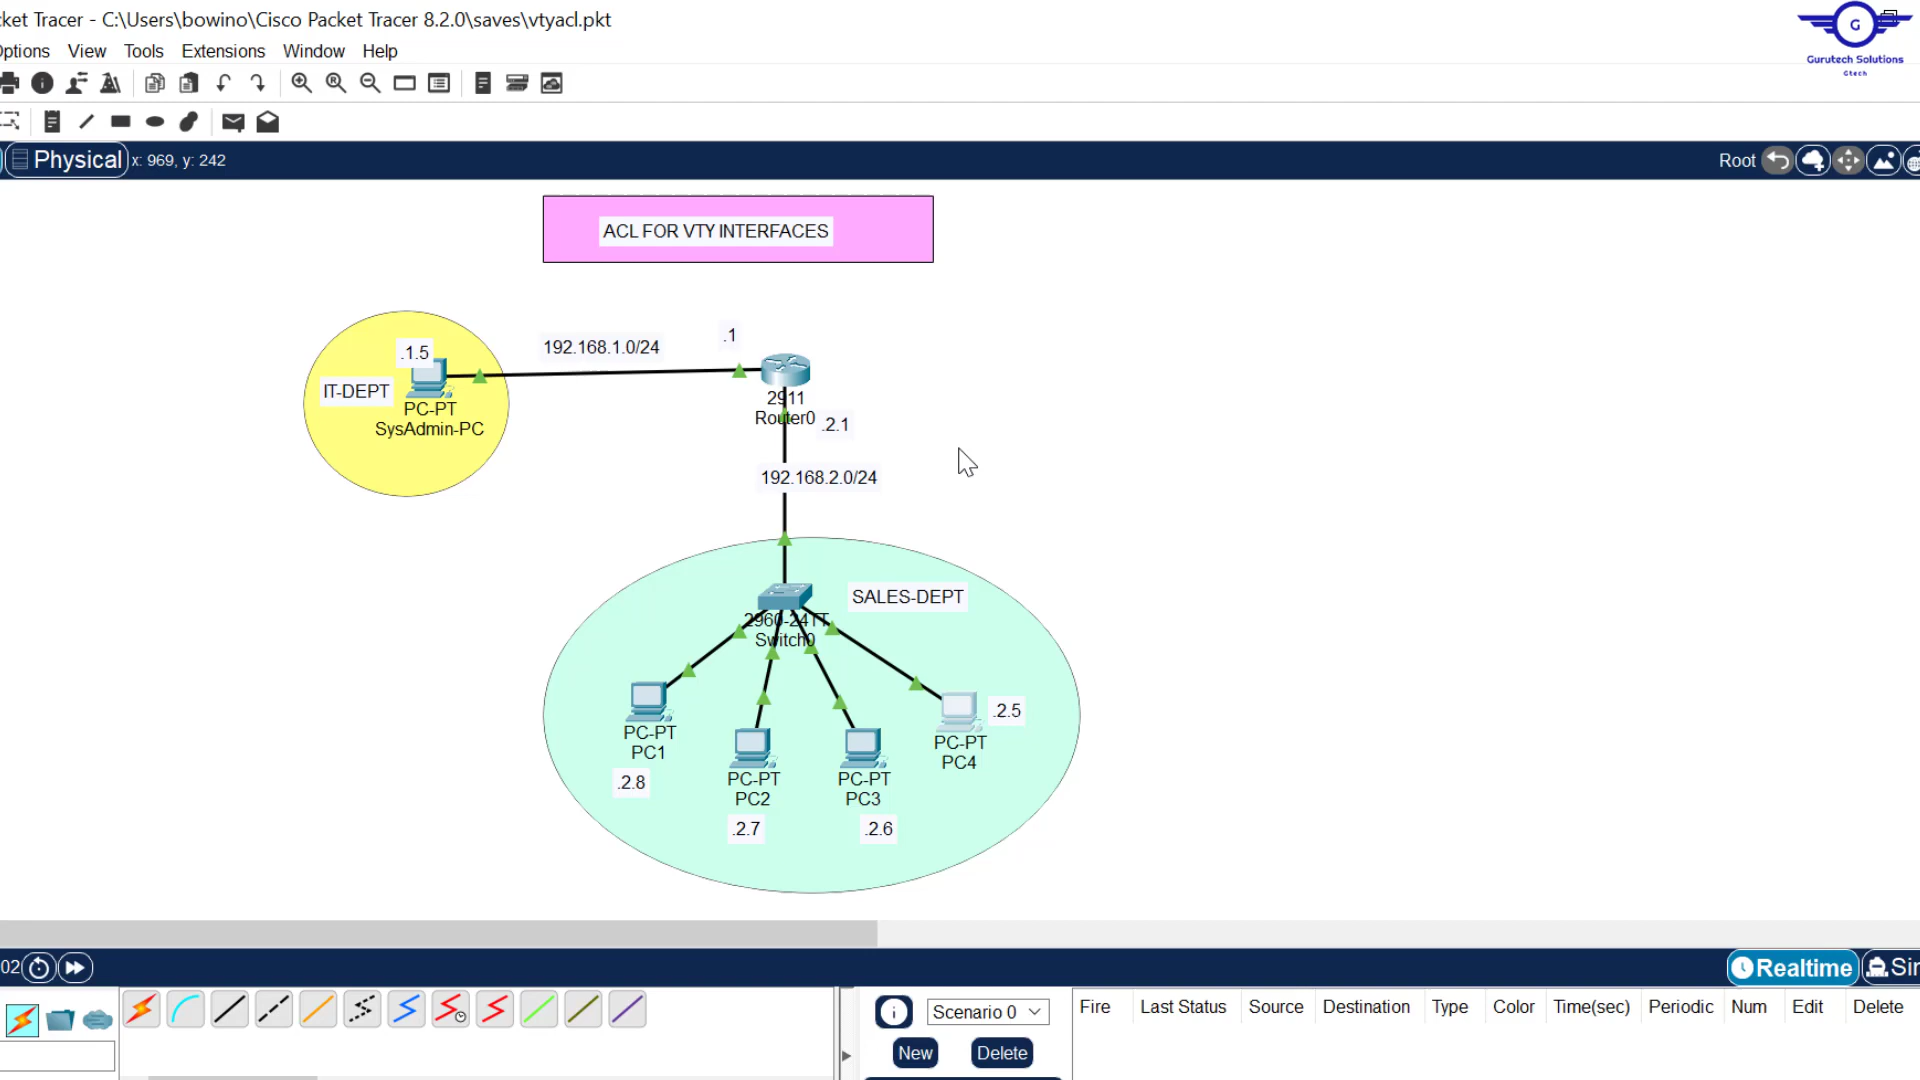 cket Tracer - C:\Users\bowino\Cisco Packet Tracer 8.2.0\saves\vtyacl.pkt
G
Gurutech Solutions
Gtech
Options View Tools Extensions Window Help
Physical x: 969, y: 242
Root
ACL FOR VTY INTERFACES
.1.5
192.168.1.0/24
.1
IT-DEPT
PC-PT
SysAdmin-PC
2911
Router0
.2.1
192.168.2.0/24
SALES-DEPT
2960-24TT
Switch0
PC-PT
PC1
.2.8
PC-PT
PC2
.2.7
PC-PT
PC3
.2.6
PC-PT
PC4
.2.5
02
Realtime
Sim
Scenario 0
New
Delete
Fire Last Status Source Destination Type Color Time(sec) Periodic Num Edit Delete